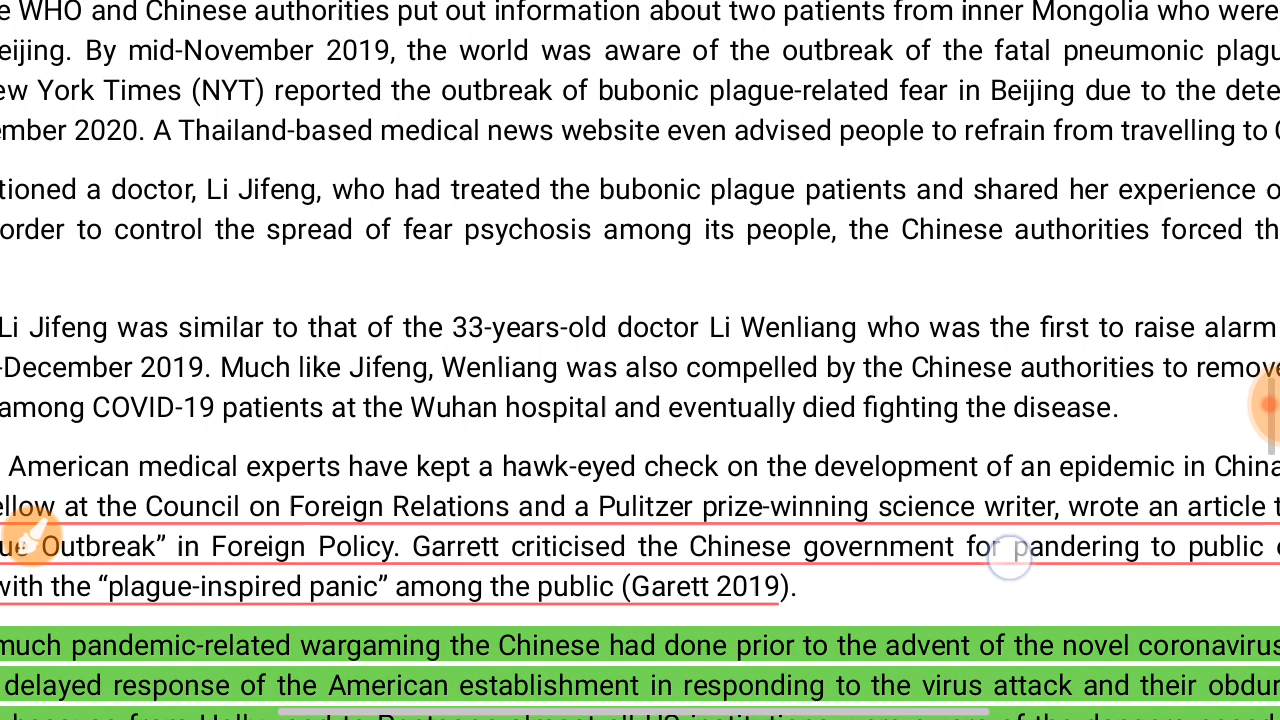 e WHO and Chinese authorities put out information about two patients from inner Mongolia who were
eijing. By mid-November 2019, the world was aware of the outbreak of the fatal pneumonic plagu
ew York Times (NYT) reported the outbreak of bubonic plague-related fear in Beijing due to the dete
ember 2020. A Thailand-based medical news website even advised people to refrain from travelling to C
tioned a doctor, Li Jifeng, who had treated the bubonic plague patients and shared her experience o
order to control the spread of fear psychosis among its people, the Chinese authorities forced th
Li Jifeng was similar to that of the 33-years-old doctor Li Wenliang who was the first to raise alarm
-December 2019. Much like Jifeng, Wenliang was also compelled by the Chinese authorities to remove
among COVID-19 patients at the Wuhan hospital and eventually died fighting the disease.
American medical experts have kept a hawk-eyed check on the development of an epidemic in China
ellow at the Council on Foreign Relations and a Pulitzer prize-winning science writer, wrote an article t
ue Outbreak” in Foreign Policy. Garrett criticised the Chinese government for pandering to public
with the “plague-inspired panic” among the public (Garett 2019).
much pandemic-related wargaming the Chinese had done prior to the advent of the novel coronavirus
delayed response of the American establishment in responding to the virus attack and their obdur